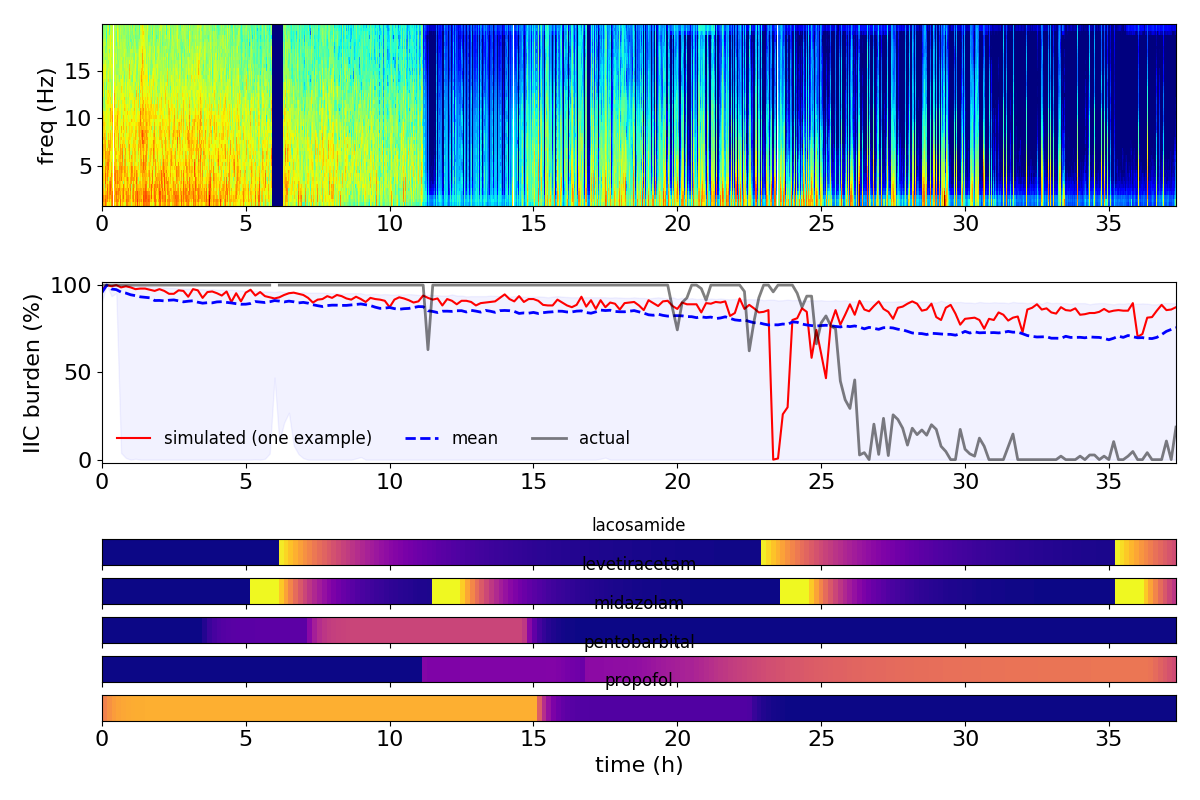 freq (Hz)
15
10
5
0 5 10 15 20 25 30 35
IIC burden (%)
100
50
0
simulated (one example) mean actual
0 5 10 15 20 25 30 35
lacosamide
levetiracetam
midazolam
pentobarbital
propofol
0 5 10 15 20 25 30 35
time (h)